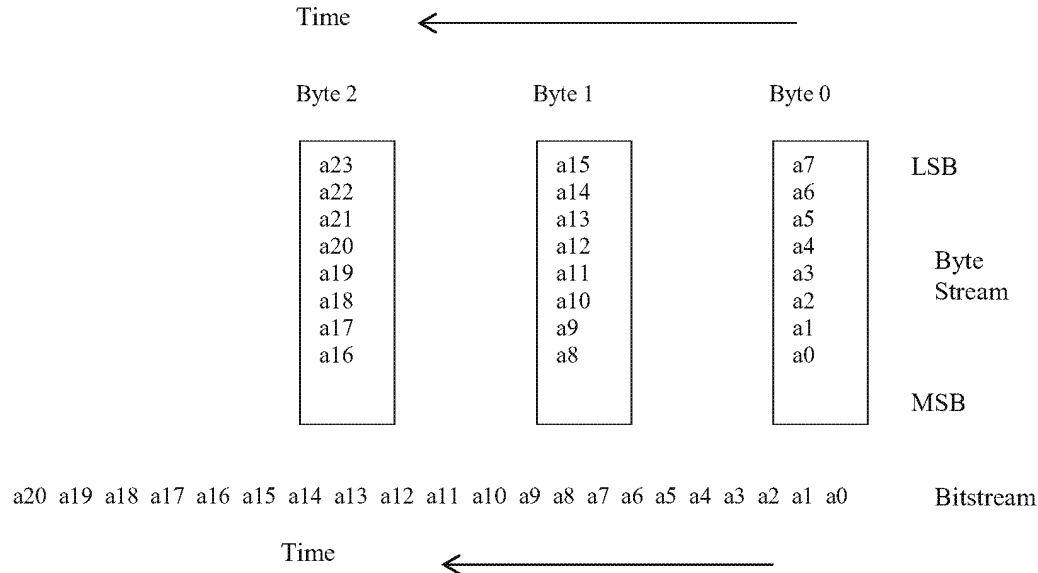 Time
Byte 2 Byte 1 Byte 0
a23 a15 a7 LSB
a22 a14 a6
a21 a13 a5
a20 a12 a4
a19 a11 a3 Byte
a18 a10 a2 Stream
a17 a9 a1
a16 a8 a0
MSB
a20 a19 a18 a17 a16 a15 a14 a13 a12 a11 a10 a9 a8 a7 a6 a5 a4 a3 a2 a1 a0 Bitstream
Time